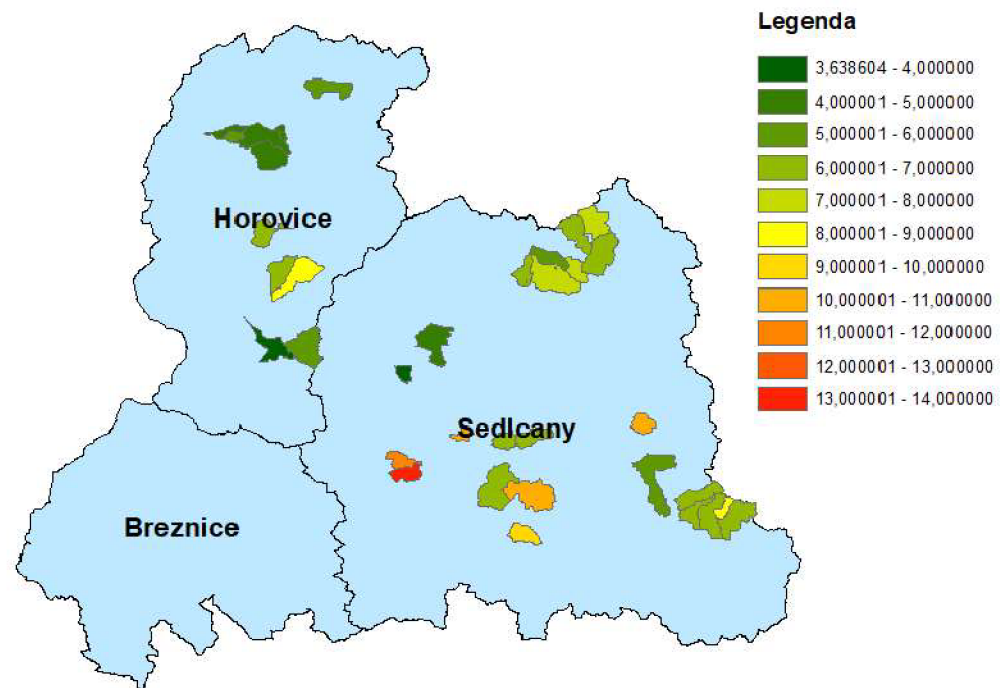 Legenda
3,638604 - 4,000000
4,000001 - 5,000000
5,000001 - 6,000000
6,000001 - 7,000000
7,000001 - 8,000000
8,000001 - 9,000000
9,000001 - 10,000000
10,000001 - 11,000000
11,000001 - 12,000000
12,000001 - 13,000000
13,000001 - 14,000000
Horovice
Sedlcany
Breznice